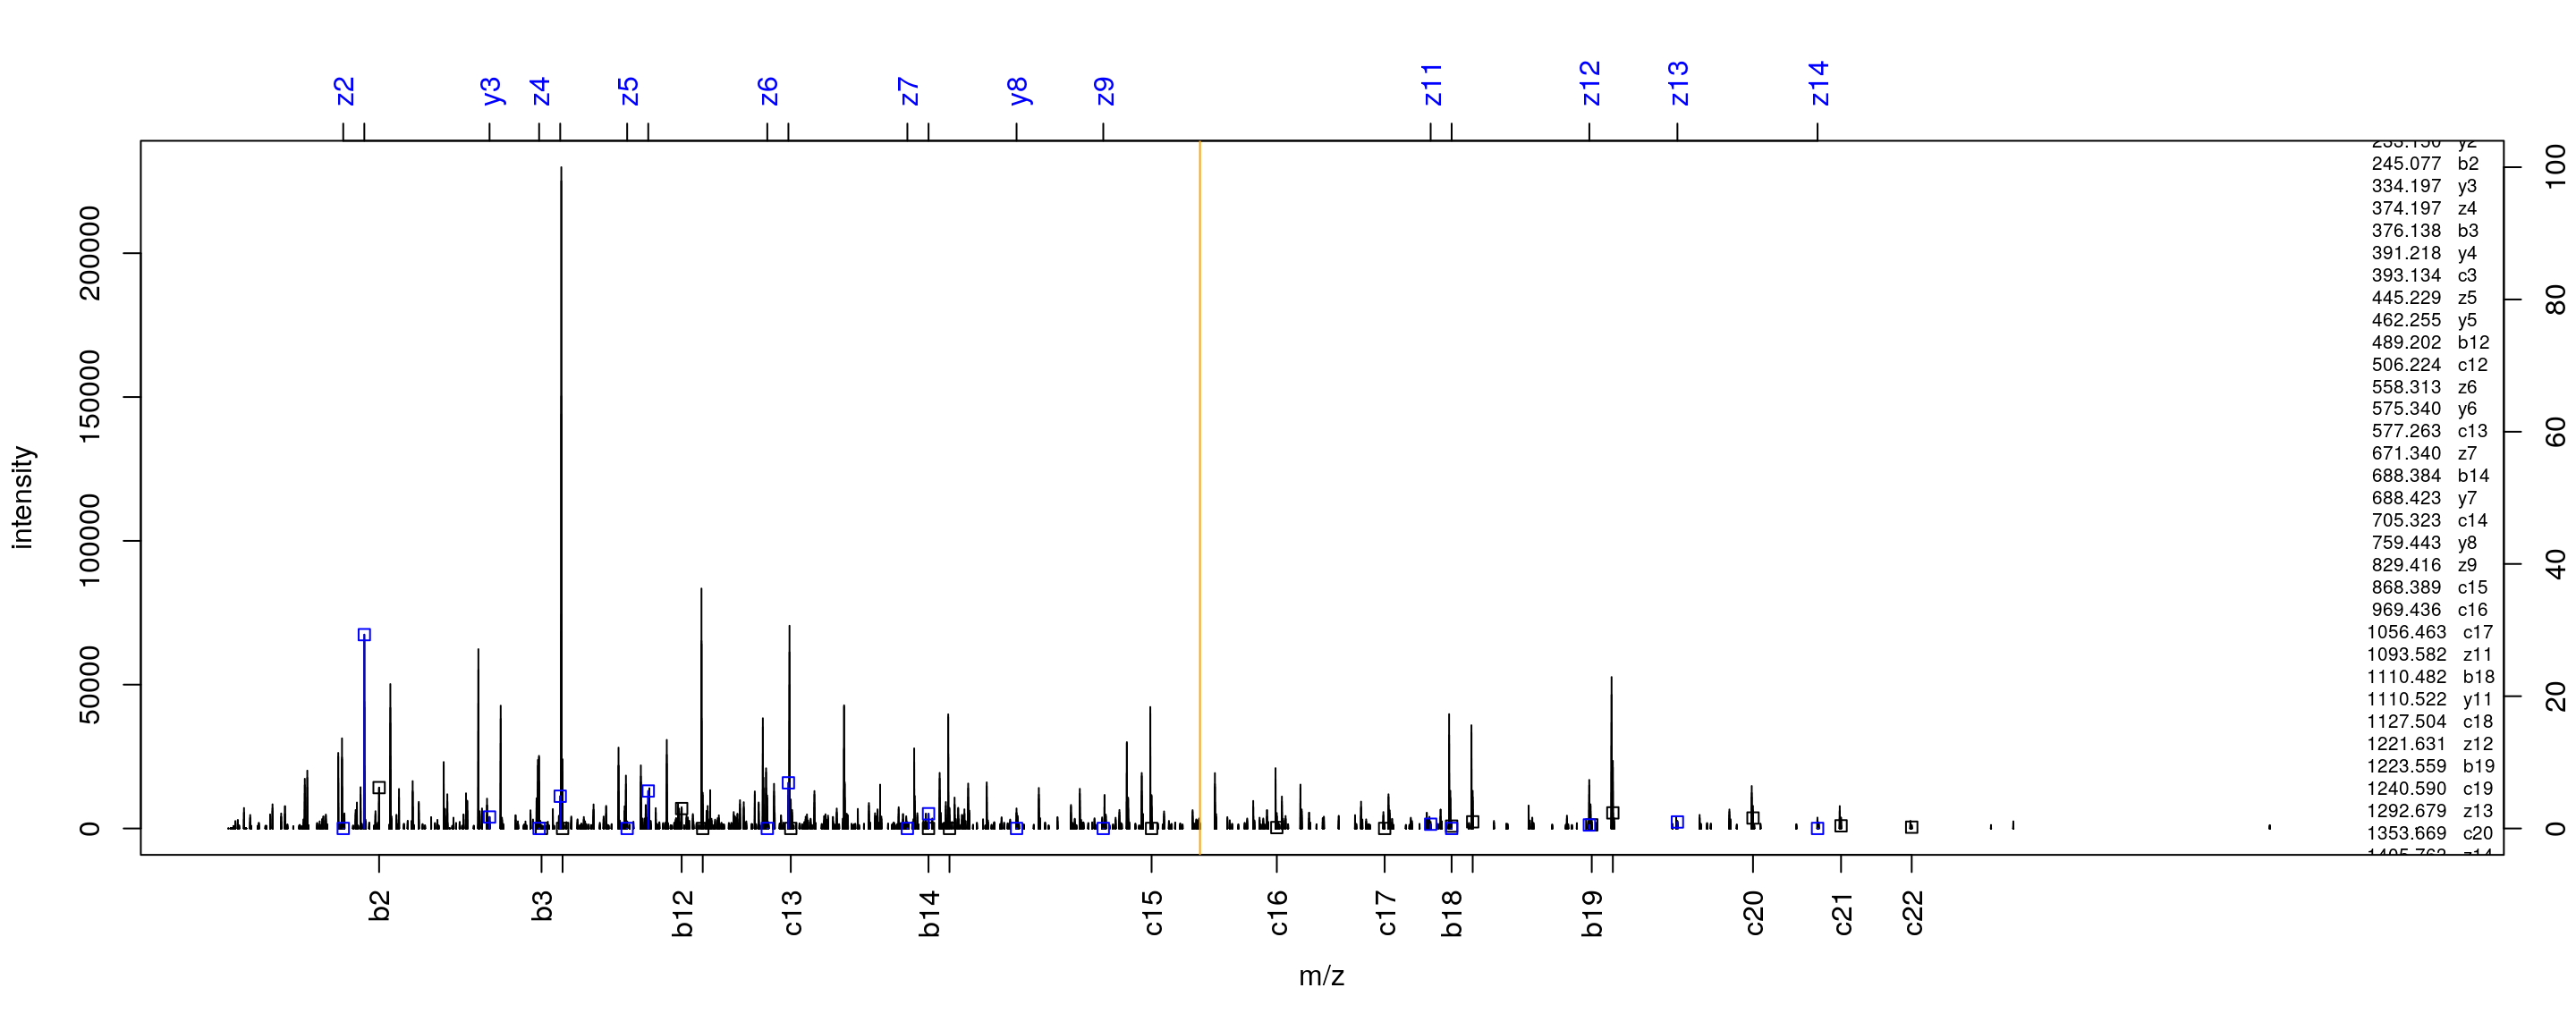 z2 y3 z4 z5 z6 z7 y8 z9 z11 z12 z13 z14
intensity
0 50000 100000 150000 200000
0 20 40 60 80 100
233.150 y2
245.077 b2
334.197 y3
374.197 z4
376.138 b3
391.218 y4
393.134 c3
445.229 z5
462.255 y5
489.202 b12
506.224 c12
558.313 z6
575.340 y6
577.263 c13
671.340 z7
688.384 b14
688.423 y7
705.323 c14
759.443 y8
829.416 z9
868.389 c15
969.436 c16
1056.463 c17
1093.582 z11
1110.482 b18
1110.522 y11
1127.504 c18
1221.631 z12
1223.559 b19
1240.590 c19
1292.679 z13
1353.669 c20
b2 b3 b12 c13 b14 c15 c16 c17 b18 b19 c20 c21 c22
m/z